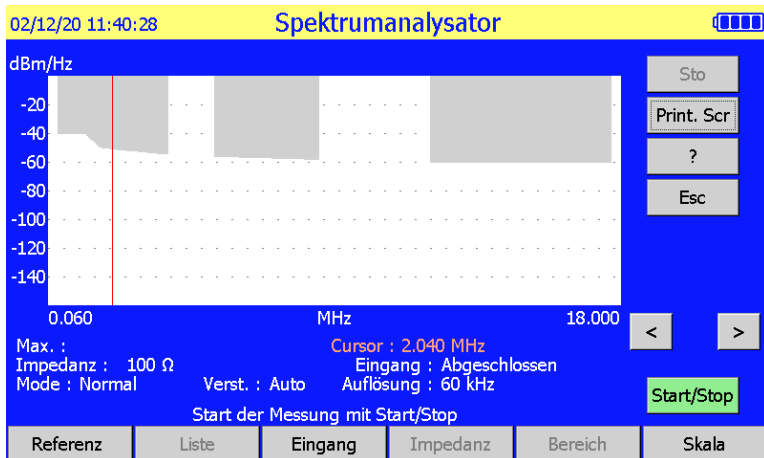 02/12/20 11:40:28 Spektrumanalysator
dBm/Hz
Sto
-20
Print. Scr
-40
?
-60
-80
Esc
-100
-120
-140
0.060 MHz 18.000
< >
Max. : Cursor : 2.040 MHz
Impedanz : 100 Ω Eingang : Abgeschlossen
Mode : Normal Verst. : Auto Auflösung : 60 kHz
Start/Stop
Start der Messung mit Start/Stop
Referenz Liste Eingang Impedanz Bereich Skala